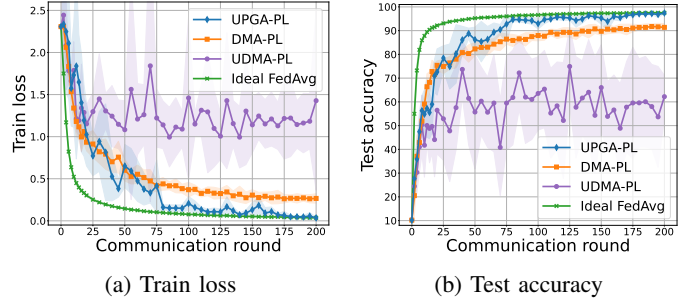 2.5
2.0
1.5
1.0
0.5
0.0
Train loss
UPGA-PL
DMA-PL
UDMA-PL
Ideal FedAvg
0 25 50 75 100 125 150 175 200
Communication round
(a) Train loss
100
90
80
70
60
50
40
30
20
10
Test accuracy
UPGA-PL
DMA-PL
UDMA-PL
Ideal FedAvg
0 25 50 75 100 125 150 175 200
Communication round
(b) Test accuracy